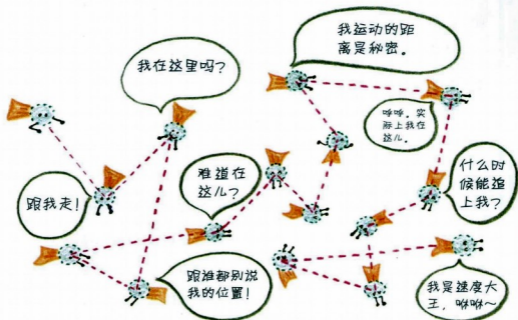 我运动的距
离是秘密。
我在这里吗？
咻咻，实
际上我在
这儿。
难道在
这儿？
什么时
候能追
上我？
跟我走！
跟谁都别说
我的位置！
我是速度大
王，咻咻～